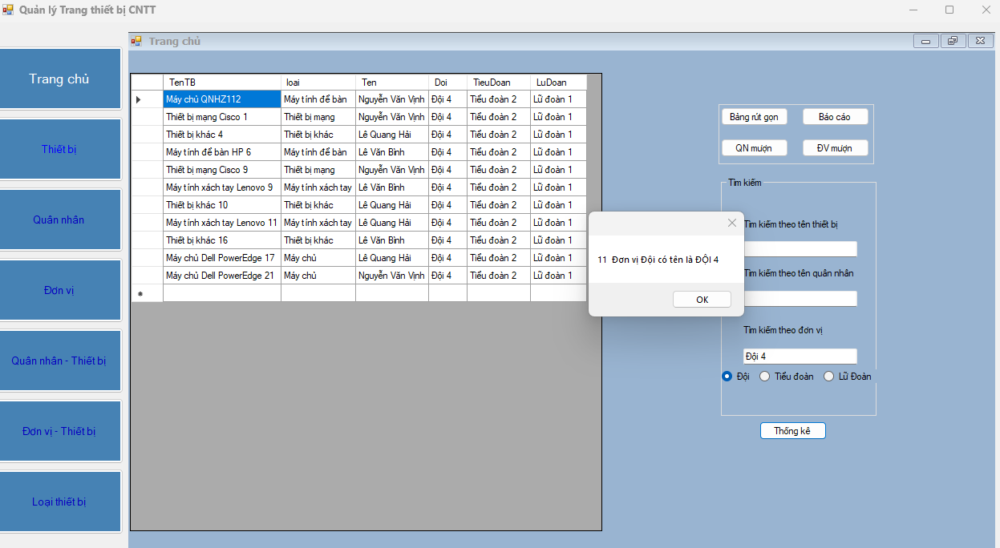 Quản lý Trang thiết bị CNTT
Trang chủ
Thiết bị
Quân nhân
Đơn vị
Quân nhân - Thiết bị
Đơn vị - Thiết bị
Loại thiết bị
Trang chủ
TenTB loai Ten Doi TieuDoan LuDoan
Máy chủ QNHZ112 Máy tính để bàn Nguyễn Văn Vịnh Đội 4 Tiểu đoàn 2 Lữ đoàn 1
Thiết bị mạng Cisco 1 Thiết bị mạng Nguyễn Văn Vịnh Đội 4 Tiểu đoàn 2 Lữ đoàn 1
Thiết bị khác 4 Thiết bị khác Lê Quang Hải Đội 4 Tiểu đoàn 2 Lữ đoàn 1
Máy tính để bàn HP 6 Máy tính để bàn Lê Văn Bình Đội 4 Tiểu đoàn 2 Lữ đoàn 1
Thiết bị mạng Cisco 9 Thiết bị mạng Nguyễn Văn Vịnh Đội 4 Tiểu đoàn 2 Lữ đoàn 1
Máy tính xách tay Lenovo 9 Máy tính xách tay Lê Văn Bình Đội 4 Tiểu đoàn 2 Lữ đoàn 1
Thiết bị khác 10 Thiết bị khác Lê Quang Hải Đội 4 Tiểu đoàn 2 Lữ đoàn 1
Máy tính xách tay Lenovo 11 Máy tính xách tay Lê Quang Hải Đội 4 Tiểu đoàn 2 Lữ đoàn 1
Thiết bị khác 16 Thiết bị khác Lê Văn Bình Đội 4 Tiểu đoàn 2 Lữ đoàn 1
Máy chủ Dell PowerEdge 17 Máy chủ Lê Quang Hải Đội 4 Tiểu đoàn 2 Lữ đoàn 1
Máy chủ Dell PowerEdge 21 Máy chủ Nguyễn Văn Vịnh Đội 4 Tiểu đoàn 2 Lữ đoàn 1
11 Đơn vị Đội có tên là ĐỘI 4
OK
Bảng rút gọn Báo cáo
QN mượn ĐV mượn
Tìm kiếm
Tìm kiếm theo tên thiết bị
Tìm kiếm theo tên quân nhân
Tìm kiếm theo đơn vị
Đội 4
Đội Tiểu đoàn Lữ Đoàn
Thống kê